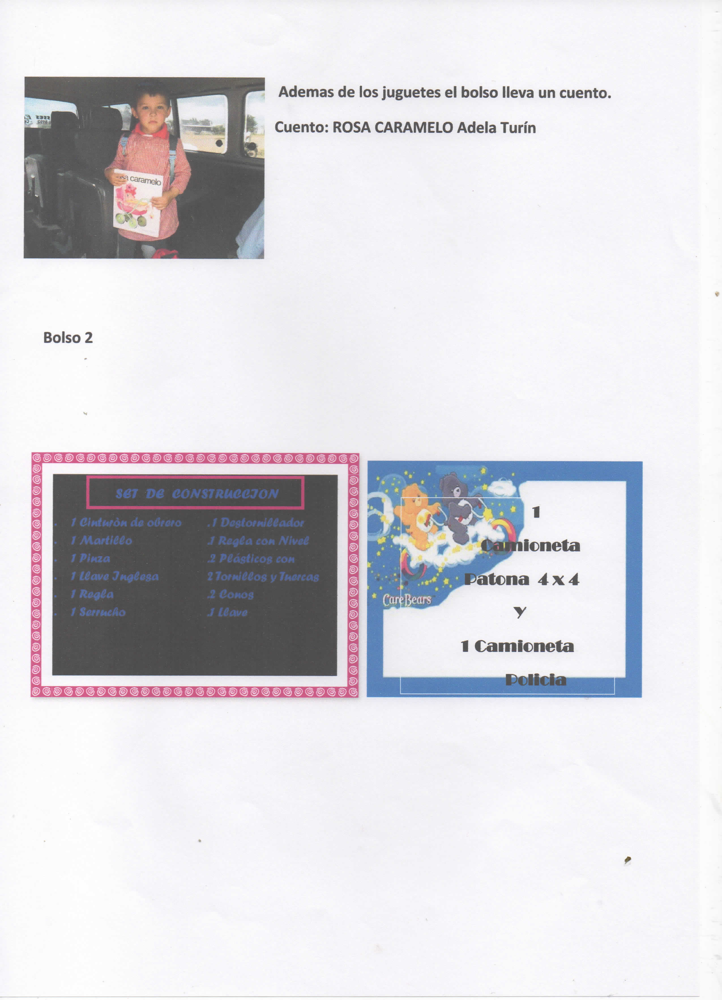 Ademas de los juguetes el bolso lleva un cuento.
Cuento: ROSA CARAMELO Adela Turín
a caramelo
Bolso 2
SET DE CONSTRUCCION
. 1 Cinturòn de obrero
. 1 Martillo
. 1 Pinza
. 1 Llave Inglesa
. 1 Regla
. 1 Serrucho
.1 Destornillador
.1 Regla con Nivel
.2 Plásticos con
2 Tornillos y Tuercas
.2 Conos
.1 Llave
1
Camioneta
Patona 4 x 4
y
1 Camioneta
Policia
Care Bears